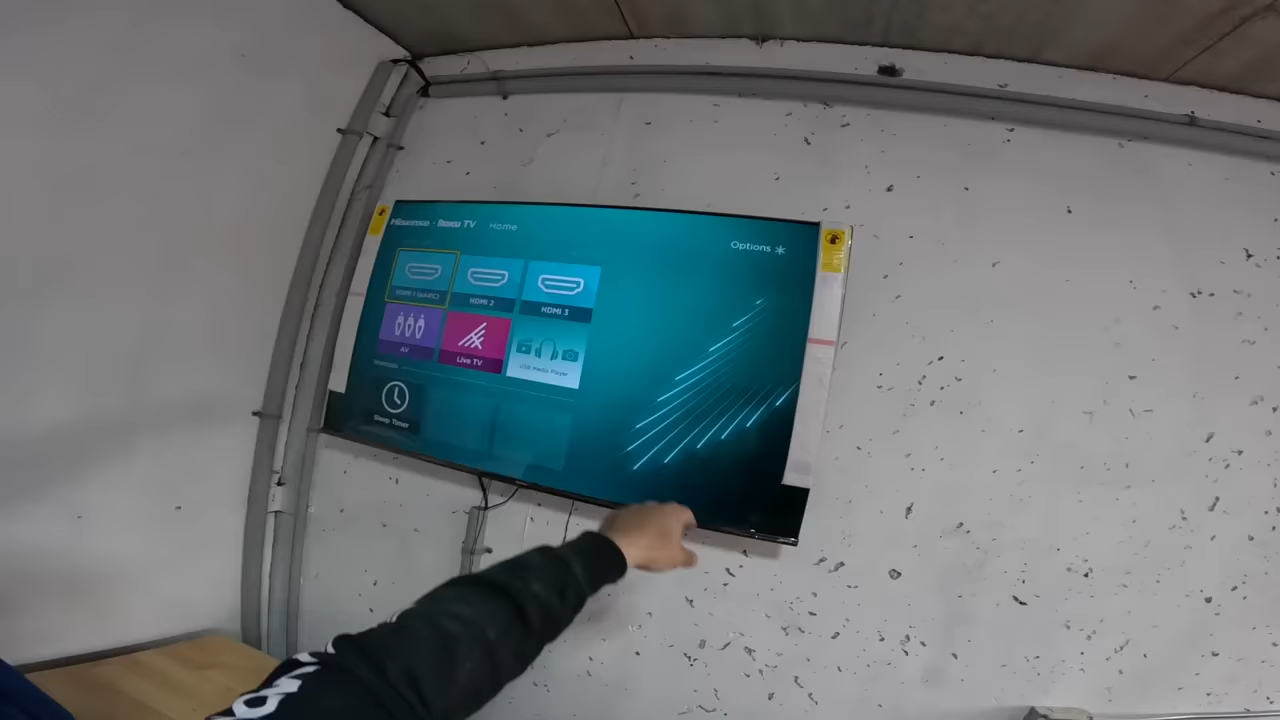 Hisense · Roku TV Home
Options
HDMI 1 (eARC)
HDMI 2
HDMI 3
AV
Live TV
USB Media Player
Shortcuts
Sleep Timer